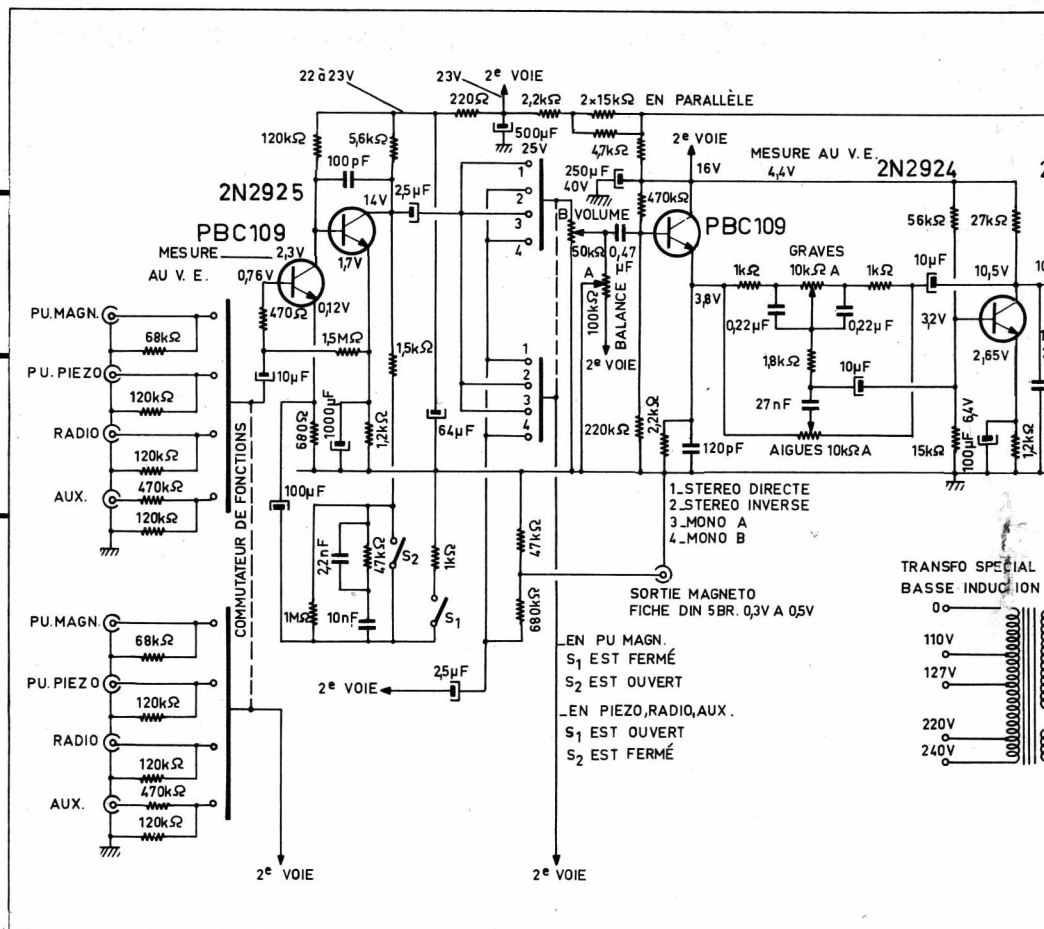 22 à 23V
23V
2e VOIE
220Ω
2,2kΩ
2x15kΩ EN PARALLÈLE
120kΩ
5,6kΩ
500µF
25V
4,7kΩ
2e VOIE
100pF
MESURE AU V.E.
4,4V
2N2924
2N2925
2,5µF
14V
1
2
3
4
250µF
40V
16V
470kΩ
56kΩ
27kΩ
PBC109
B VOLUME
50kΩ
0,47
µF
PBC109
MESURE
AU V. E.
2,3V
1,7V
0,76V
0,12V
GRAVES
1kΩ
10kΩ A
1kΩ
10µF
10,5V
A
100kΩ
BALANCE
3,8V
0,22µF
0,22µF
3,2V
PU.MAGN.
470Ω
68kΩ
1,5MΩ
1,5kΩ
2e VOIE
1,8kΩ
10µF
2,65V
PU.PIEZO
10µF
1
2
3
4
120kΩ
27nF
RADIO
680Ω
1000µF
1,2kΩ
64µF
220kΩ
2,2kΩ
120pF
AIGUES 10kΩA
15kΩ
100µF 6,4V
1,2kΩ
120kΩ
470kΩ
AUX.
120kΩ
100µF
1_STEREO DIRECTE
2_STEREO INVERSE
3_MONO A
4_MONO B
COMMUTATEUR DE FONCTIONS
2,2nF
47kΩ
S2
1kΩ
47kΩ
TRANSFO SPECIAL
BASSE INDUCTION
1MΩ
10nF
S1
680kΩ
SORTIE MAGNETO
FICHE DIN 5BR. 0,3V A 0,5V
0
110V
127V
220V
240V
PU.MAGN.
68kΩ
PU.PIEZO
120kΩ
RADIO
120kΩ
470kΩ
AUX.
120kΩ
2,5µF
2e VOIE
_EN PU MAGN.
S1 EST FERMÉ
S2 EST OUVERT
_EN PIEZO,RADIO,AUX.
S1 EST OUVERT
S2 EST FERMÉ
2e VOIE
2e VOIE